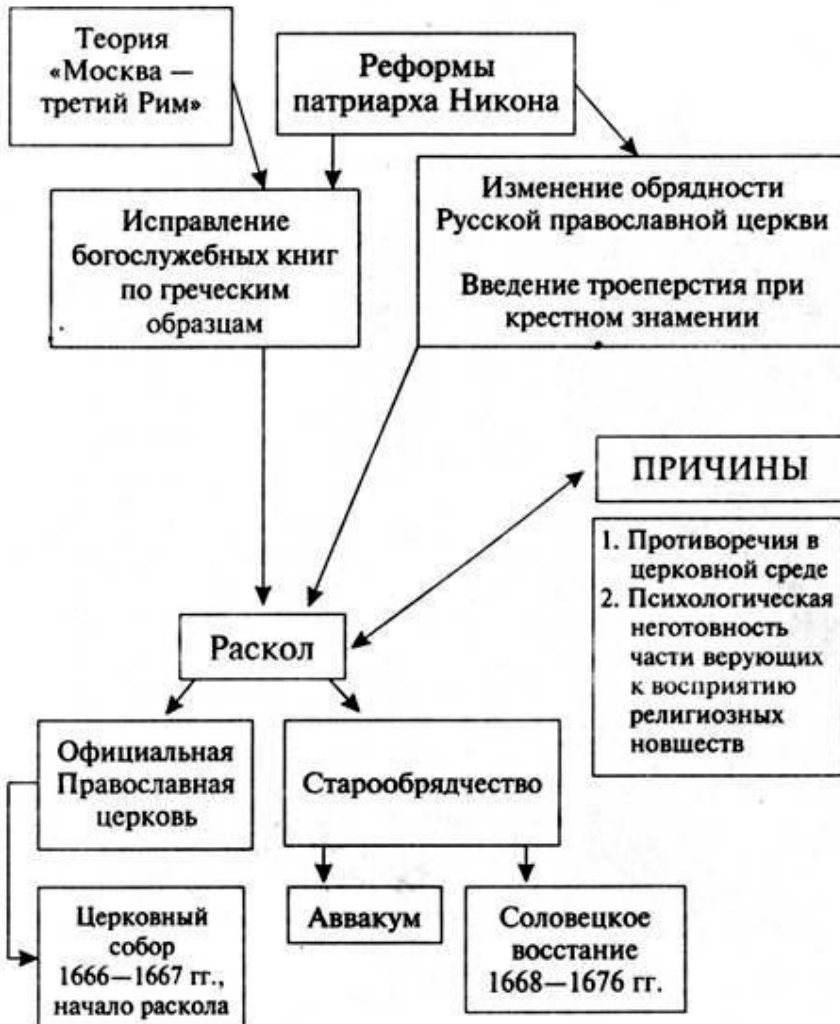 Теория
«Москва —
третий Рим»
Реформы
патриарха Никона
Исправление
богослужебных книг
по греческим
образцам
Изменение обрядности
Русской православной церкви
Введение троеперстия при
крестном знамении
ПРИЧИНЫ
1. Противоречия в
церковной среде
2. Психологическая
неготовность
части верующих
к восприятию
религиозных
новшеств
Раскол
Официальная
Православная
церковь
Старообрядчество
Церковный
собор
1666—1667 гг.,
начало раскола
Аввакум
Соловецкое
восстание
1668—1676 гг.